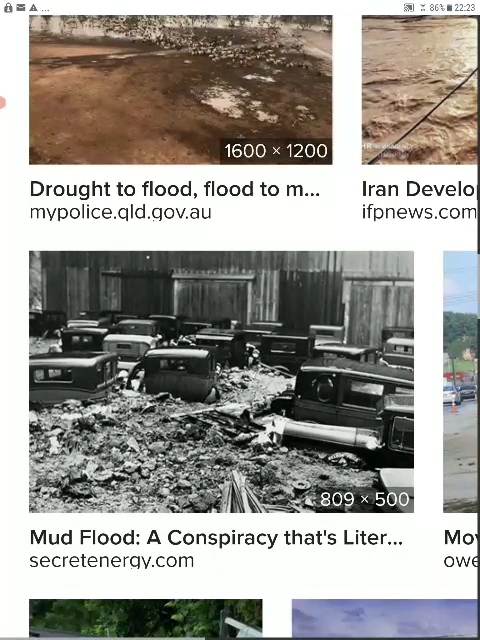 86% 22:23
1600 × 1200
Drought to flood, flood to m...
mypolice.qld.gov.au
Iran Develop
ifpnews.com
809 × 500
Mud Flood: A Conspiracy that's Liter...
secretenergy.com
Mov
owe